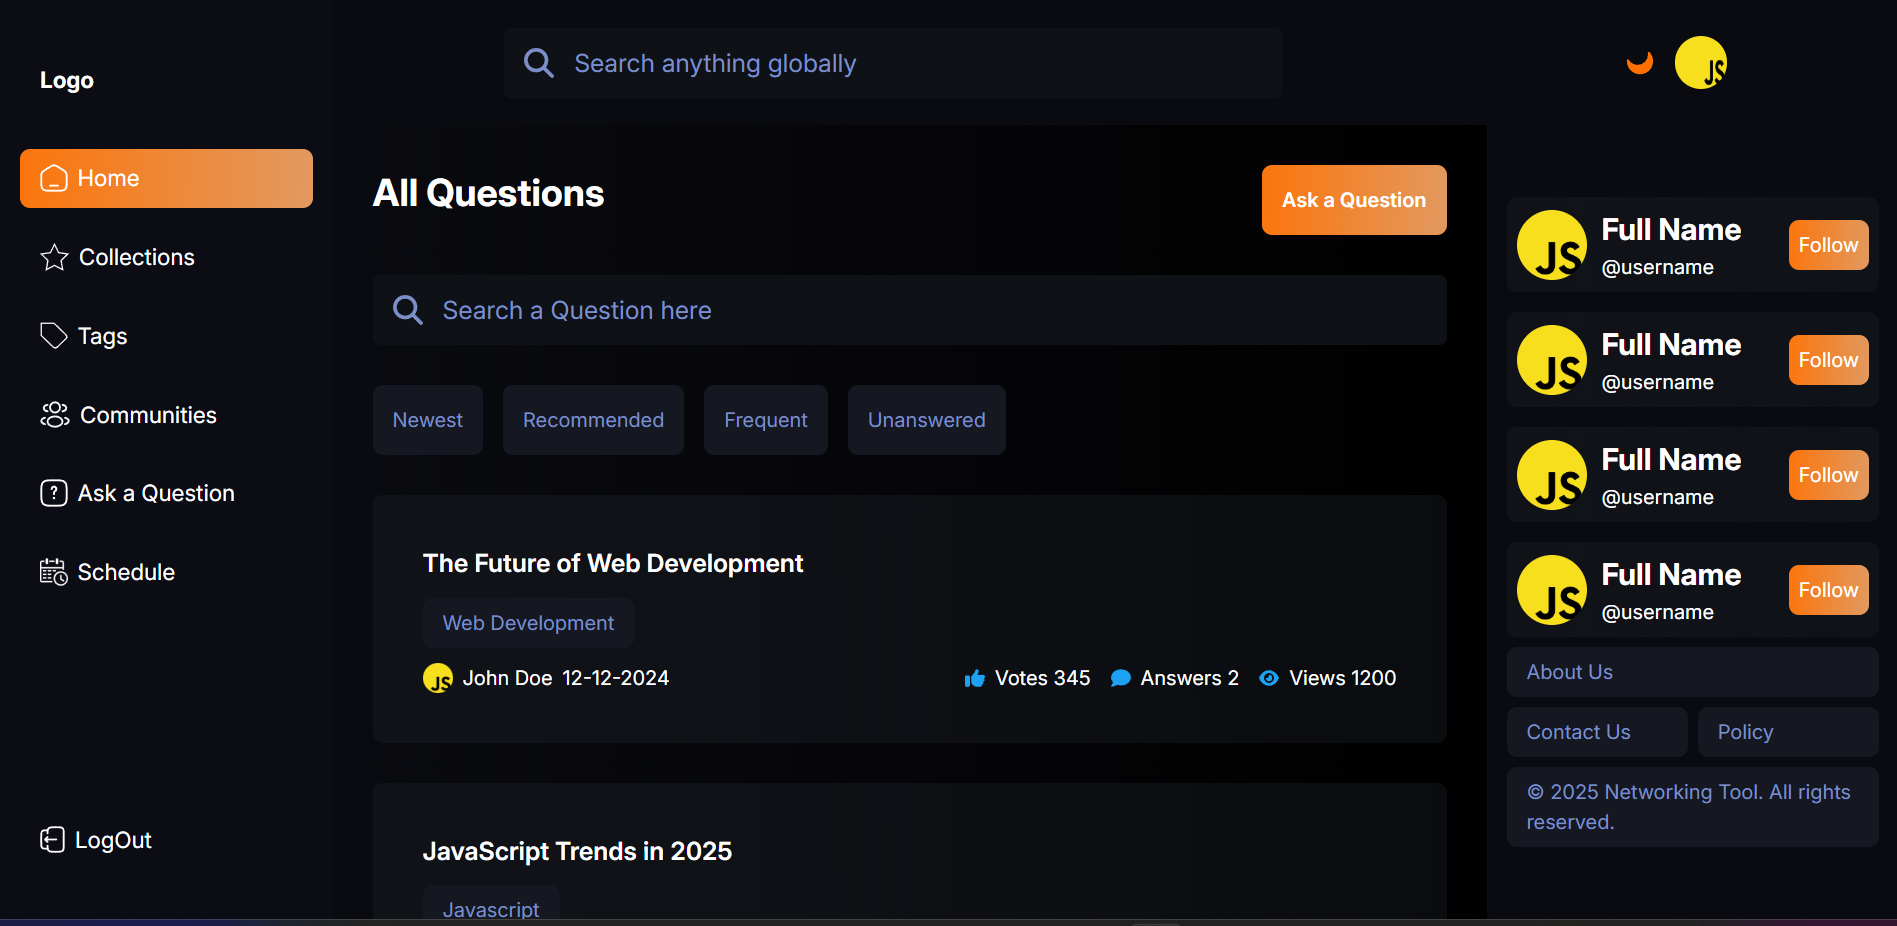 Logo
Home
Collections
Tags
Communities
Ask a Question
Schedule
LogOut
Search anything globally
JS
All Questions
Ask a Question
Search a Question here
Newest
Recommended
Frequent
Unanswered
The Future of Web Development
Web Development
JS John Doe 12-12-2024
Votes 345 Answers 2 Views 1200
JavaScript Trends in 2025
Javascript
JS Full Name
@username
Follow
JS Full Name
@username
Follow
JS Full Name
@username
Follow
JS Full Name
@username
Follow
About Us
Contact Us
Policy
© 2025 Networking Tool. All rights
reserved.